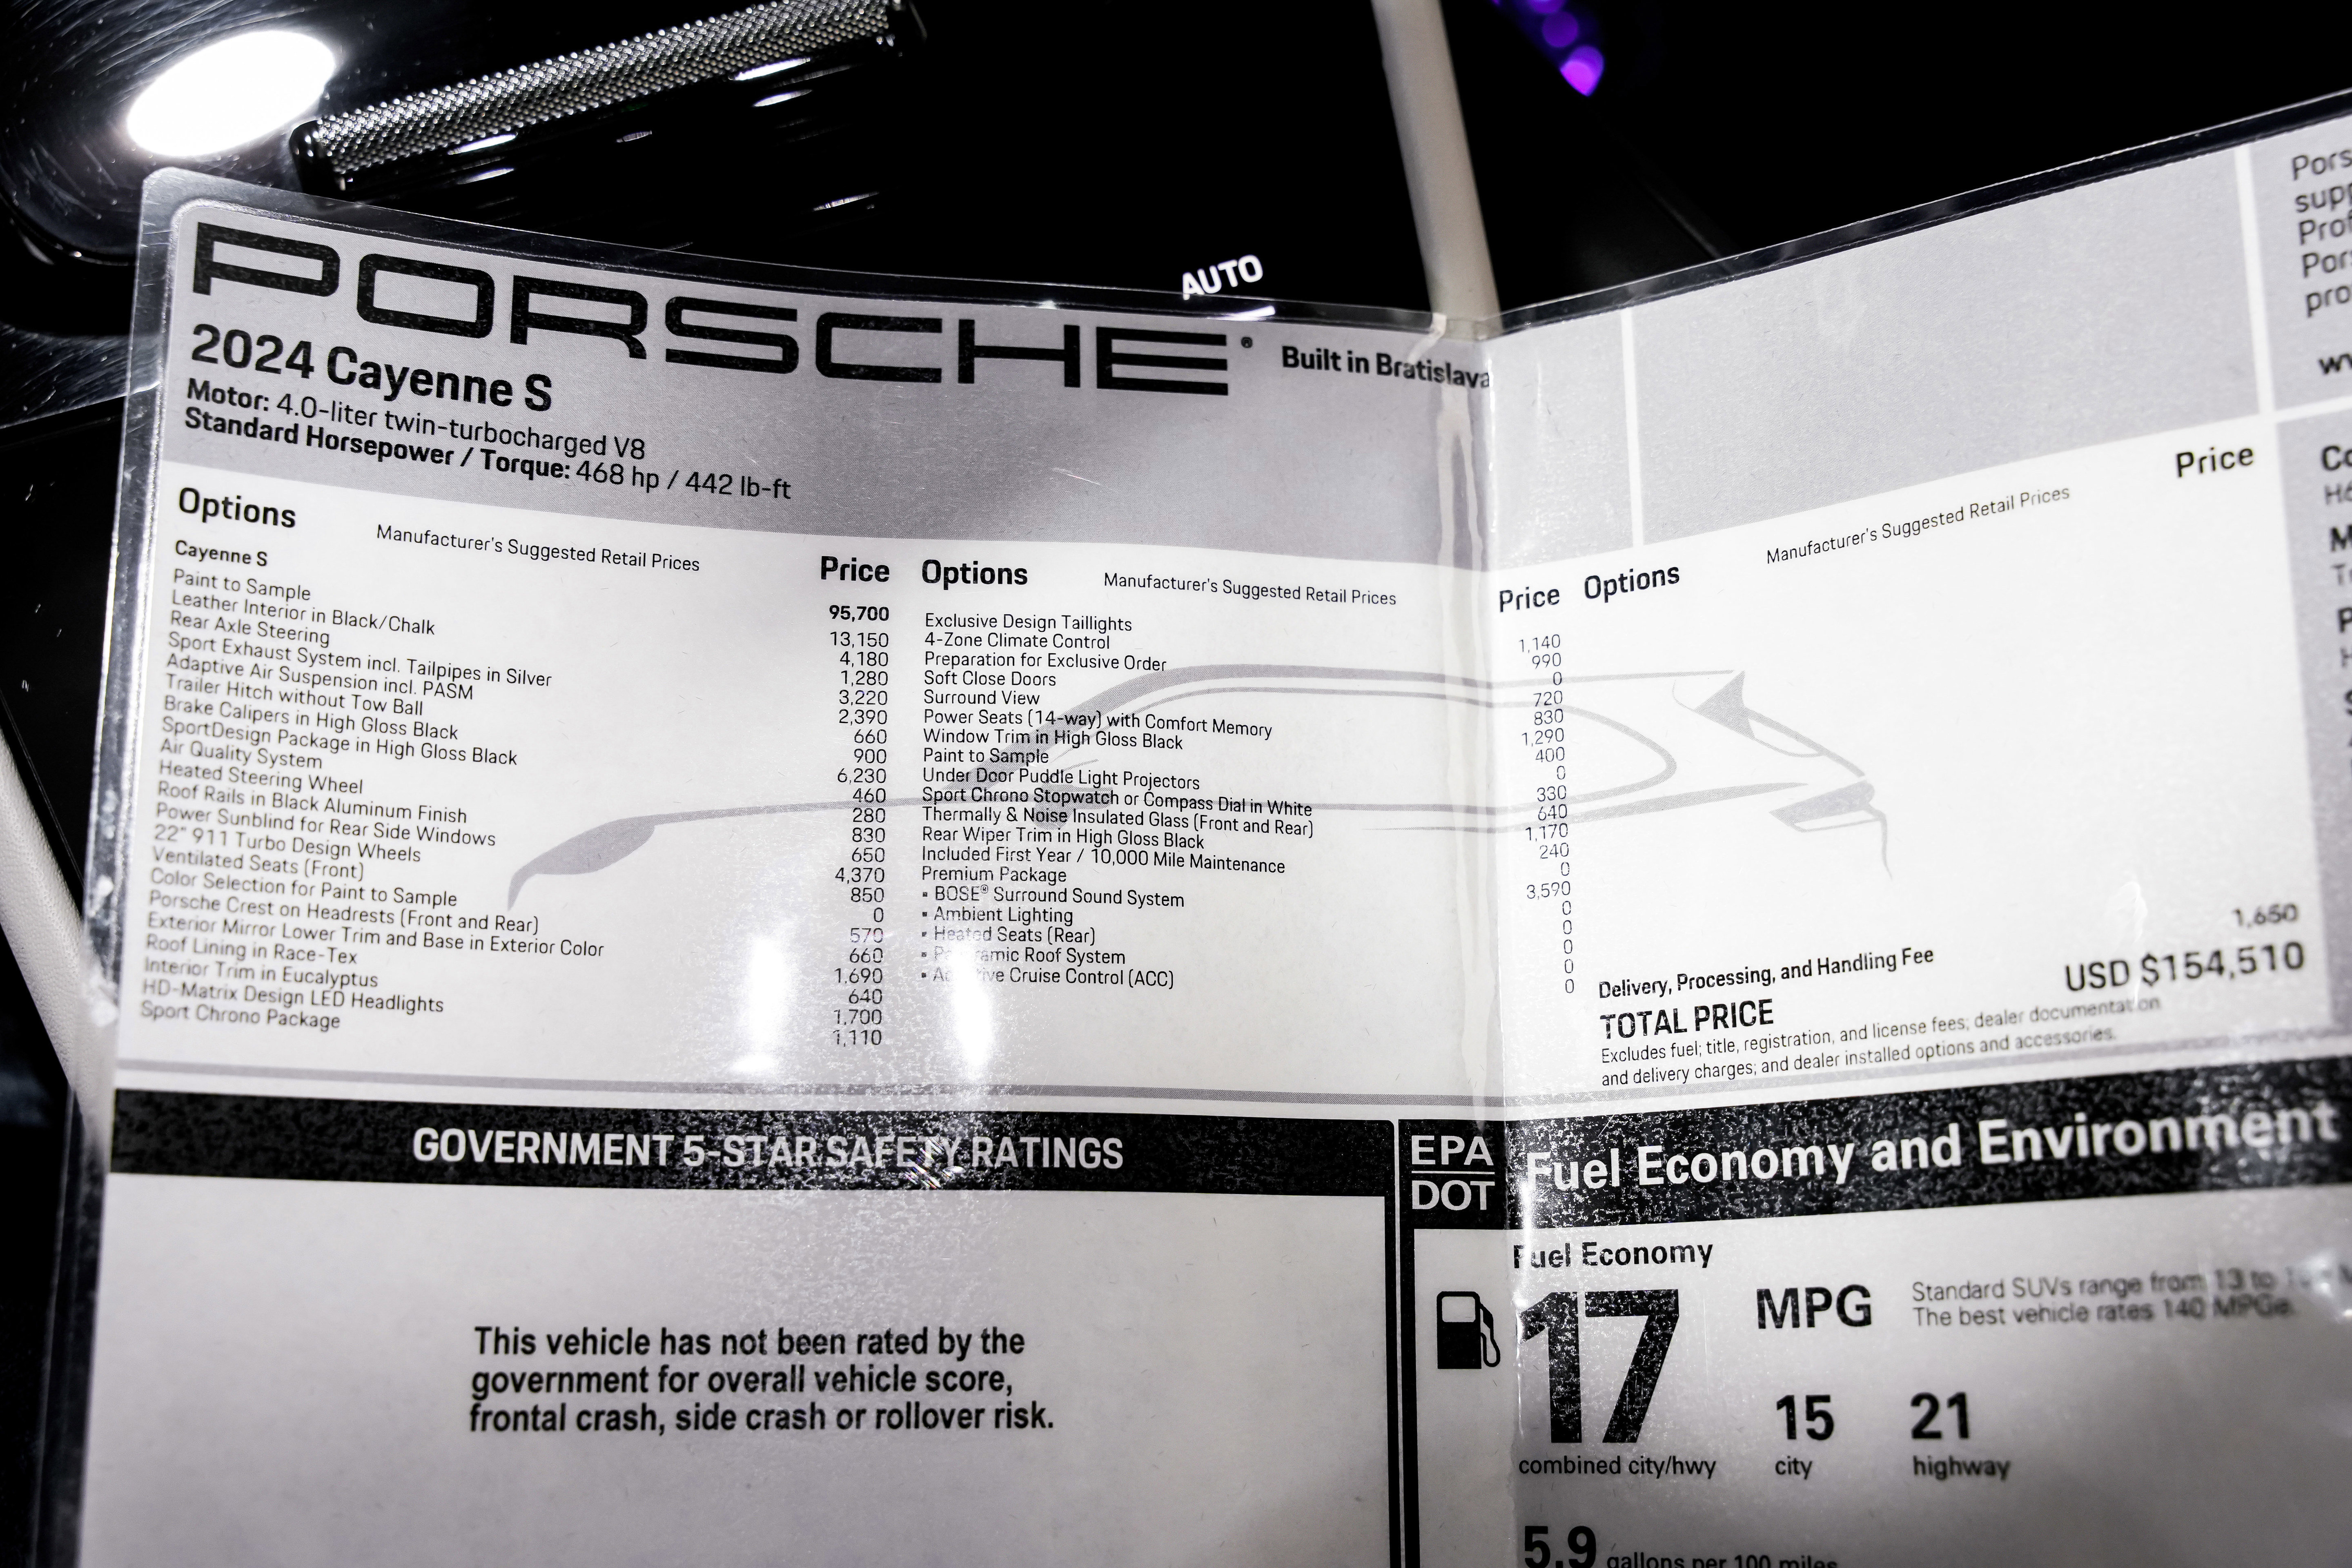 AUTO
PORSCHE®
Built in Bratislava
2024 Cayenne S
Motor: 4.0-liter twin-turbocharged V8
Standard Horsepower / Torque: 468 hp / 442 lb-ft
Options Manufacturer's Suggested Retail Prices Price
Cayenne S 95,700
Paint to Sample 13,150
Leather Interior in Black/Chalk 4,180
Rear Axle Steering 1,280
Sport Exhaust System incl. Tailpipes in Silver 3,220
Adaptive Air Suspension incl. PASM 2,390
Trailer Hitch without Tow Ball 660
Brake Calipers in High Gloss Black 900
SportDesign Package in High Gloss Black 6,230
Air Quality System 460
Heated Steering Wheel 280
Roof Rails in Black Aluminum Finish 830
Power Sunblind for Rear Side Windows 650
22" 911 Turbo Design Wheels 4,370
Ventilated Seats (Front) 850
Color Selection for Paint to Sample 0
Porsche Crest on Headrests (Front and Rear) 570
Exterior Mirror Lower Trim and Base in Exterior Color 660
Roof Lining in Race-Tex 1,690
Interior Trim in Eucalyptus 640
HD-Matrix Design LED Headlights 1,700
Sport Chrono Package 1,110
Options Manufacturer's Suggested Retail Prices Price
Exclusive Design Taillights 1,140
4-Zone Climate Control 990
Preparation for Exclusive Order 0
Soft Close Doors 720
Surround View 830
Power Seats (14-way) with Comfort Memory 1,290
Window Trim in High Gloss Black 400
Paint to Sample 0
Under Door Puddle Light Projectors 330
Sport Chrono Stopwatch or Compass Dial in White 640
Thermally & Noise Insulated Glass (Front and Rear) 1,170
Rear Wiper Trim in High Gloss Black 240
Included First Year / 10,000 Mile Maintenance 0
Premium Package 3,590
▪ BOSE® Surround Sound System 0
▪ Ambient Lighting 0
▪ Heated Seats (Rear) 0
▪ Panoramic Roof System 0
▪ Adaptive Cruise Control (ACC) 0
Options Manufacturer's Suggested Retail Prices Price
Delivery, Processing, and Handling Fee 1,650
TOTAL PRICE USD $154,510
Excludes fuel; title, registration, and license fees; dealer documentation
and delivery charges; and dealer installed options and accessories.
GOVERNMENT 5-STAR SAFETY RATINGS
This vehicle has not been rated by the
government for overall vehicle score,
frontal crash, side crash or rollover risk.
EPA
DOT
Fuel Economy and Environment
Fuel Economy
17 MPG
Standard SUVs range from 13 to
The best vehicle rates 140 MPGe.
combined city/hwy
15
city
21
highway
5.9 gallons per 100 miles